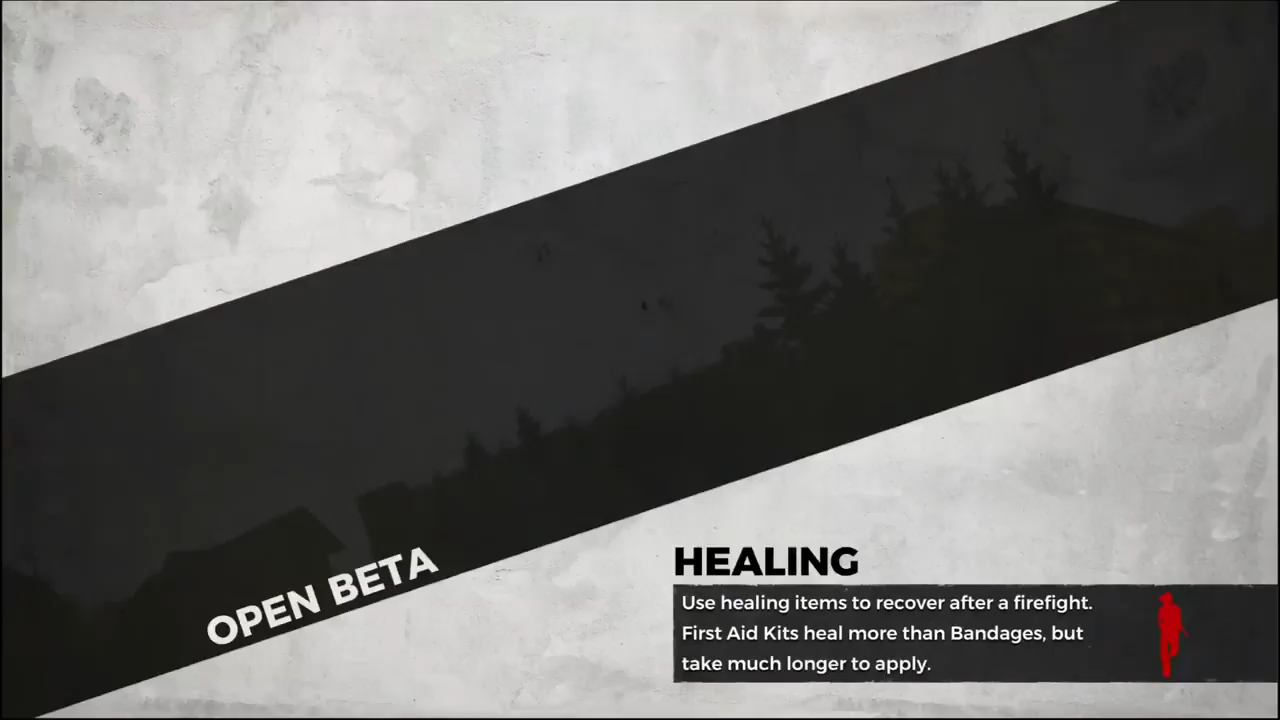 OPEN BETA
HEALING
Use healing items to recover after a firefight.
First Aid Kits heal more than Bandages, but
take much longer to apply.